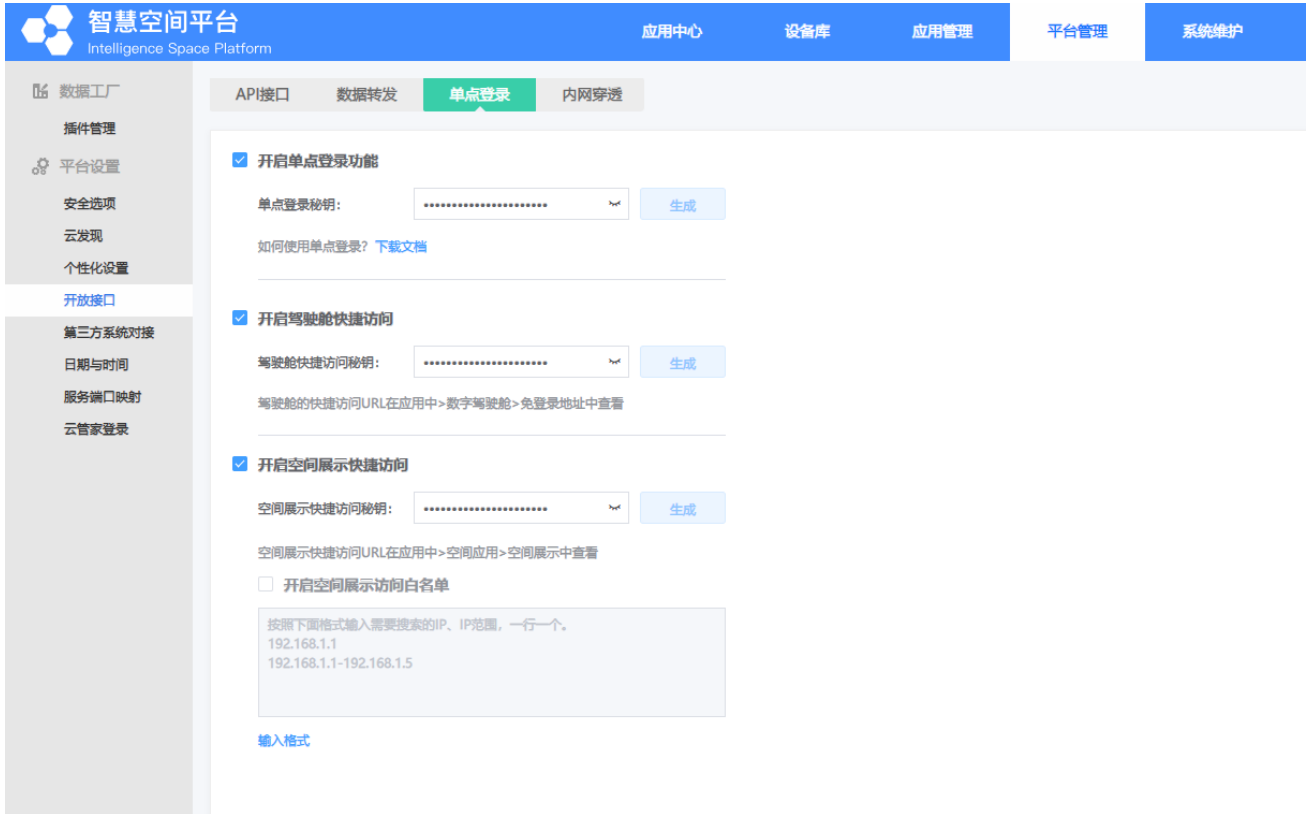 智慧空间平台
Intelligence Space Platform
应用中心 设备库 应用管理 平台管理 系统维护
数据工厂
插件管理
平台设置
安全选项
云发现
个性化设置
开放接口
第三方系统对接
日期与时间
服务端口映射
云管家登录
API接口 数据转发 单点登录 内网穿透
开启单点登录功能
单点登录秘钥: •••••••••••••••••••••• 生成
如何使用单点登录? 下载文档
开启驾驶舱快捷访问
驾驶舱快捷访问秘钥: •••••••••••••••••••••• 生成
驾驶舱的快捷访问URL在应用中>数字驾驶舱>免登录地址中查看
开启空间展示快捷访问
空间展示快捷访问秘钥: •••••••••••••••••••••• 生成
空间展示快捷访问URL在应用中>空间应用>空间展示中查看
开启空间展示访问白名单
按照下面格式输入需要搜索的IP、IP范围，一行一个。
192.168.1.1
192.168.1.1-192.168.1.5
输入格式